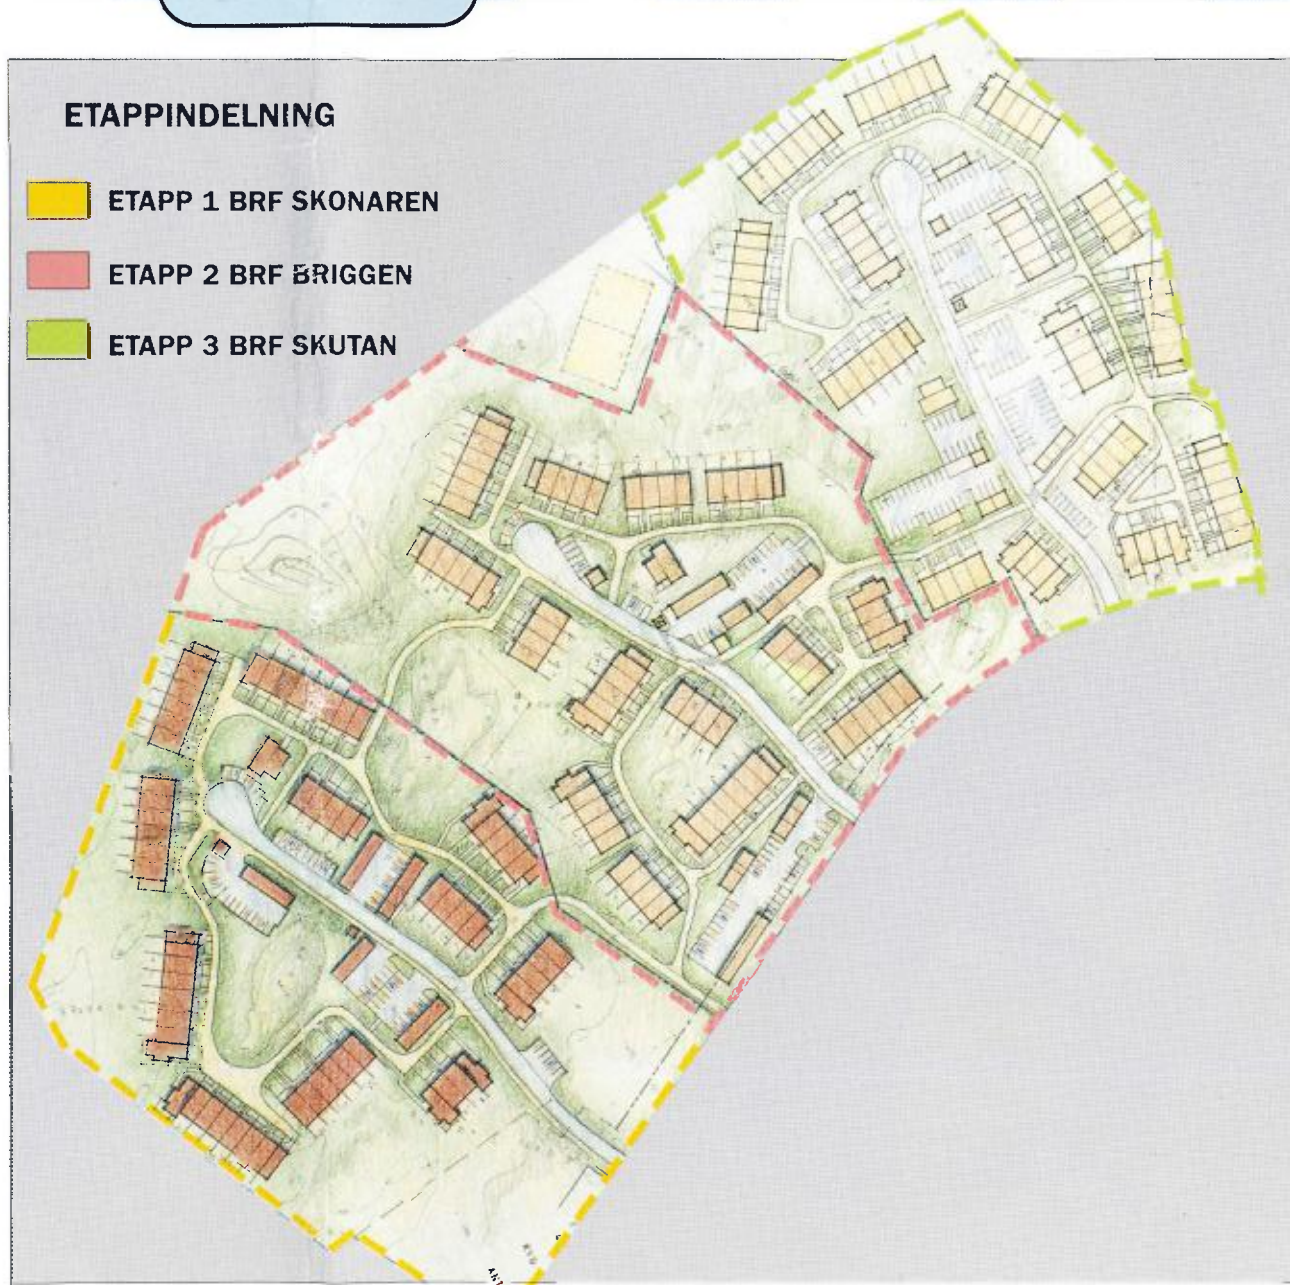 ETAPPINDELNING
ETAPP 1 BRF SKONAREN
ETAPP 2 BRF BRIGGEN
ETAPP 3 BRF SKUTAN